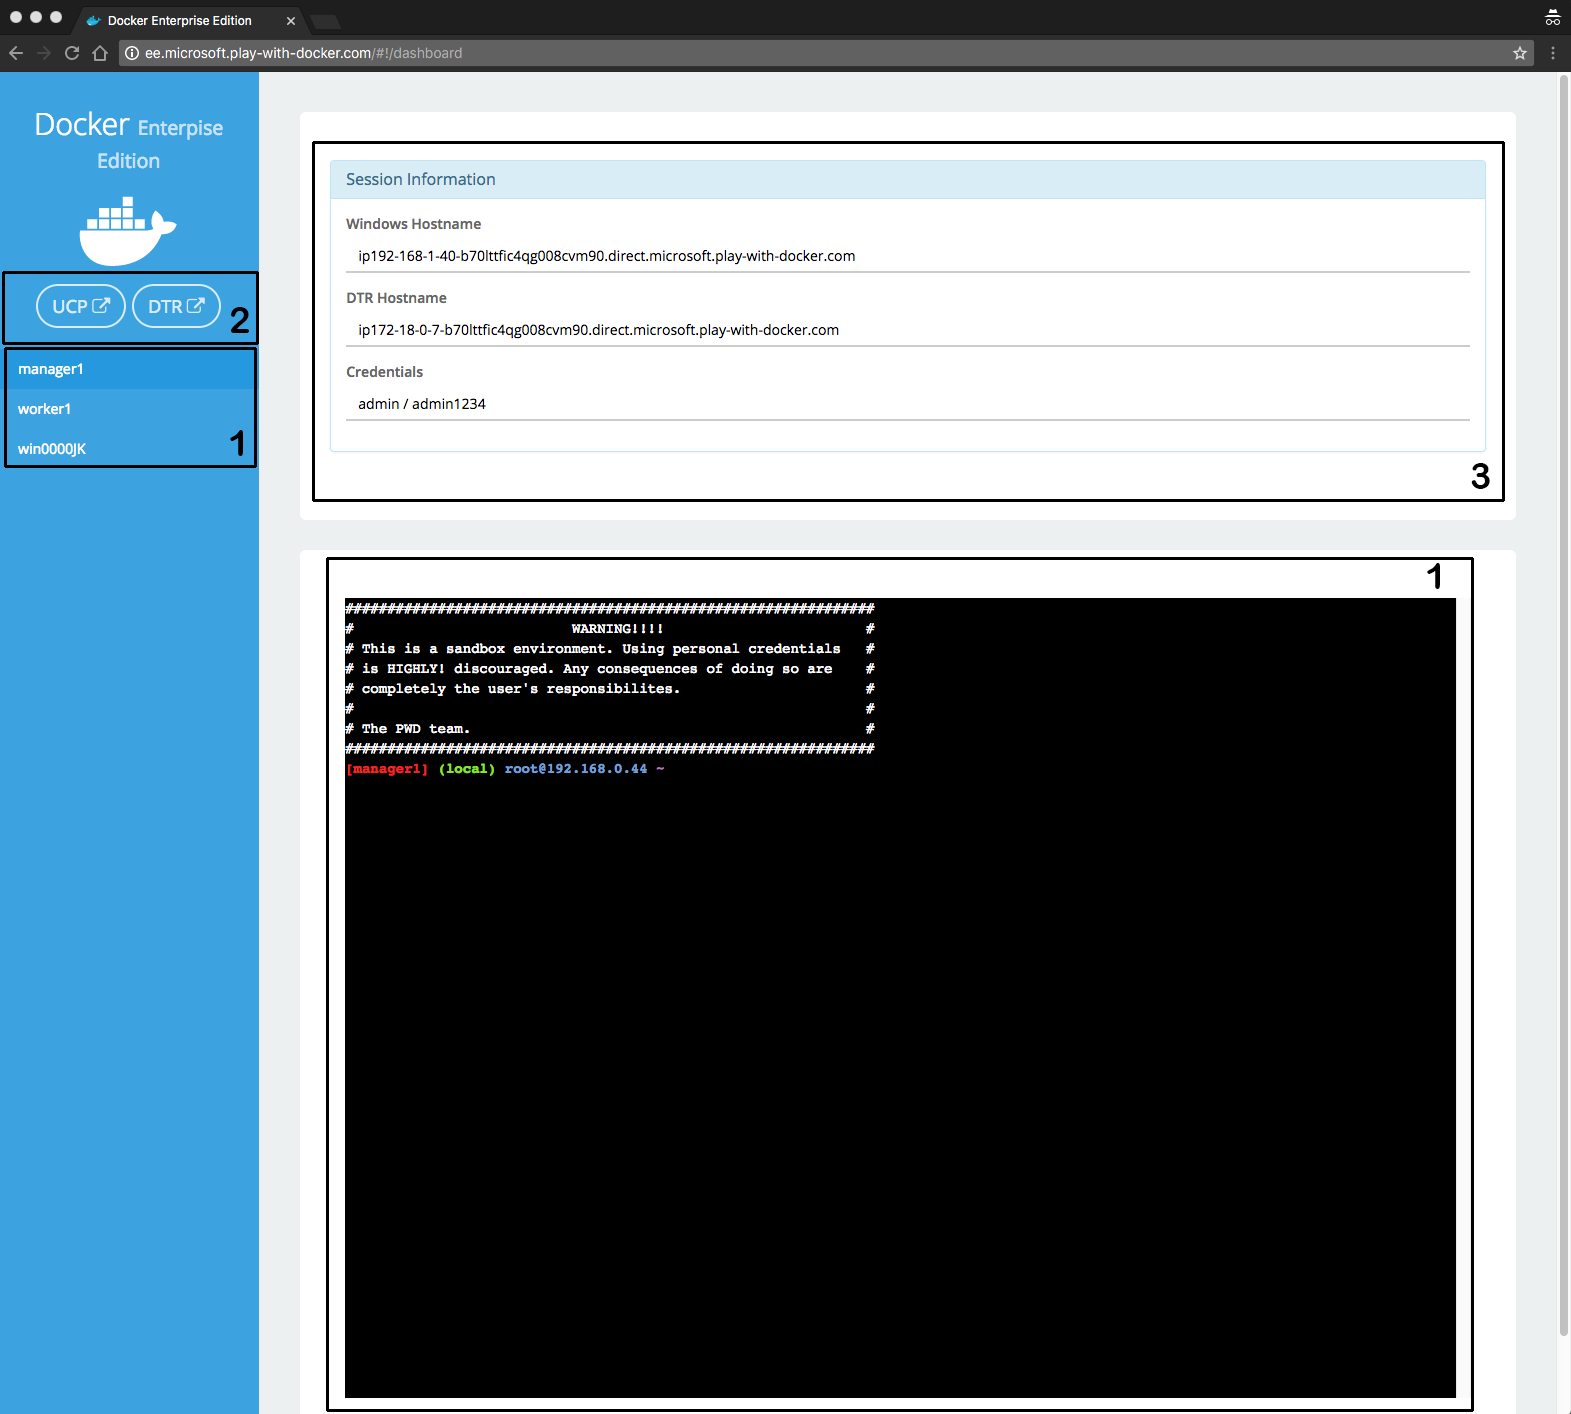 Docker Enterprise Edition
ee.microsoft.play-with-docker.com/#!/dashboard
Docker Enterpise
Edition
UCP DTR
2
manager1
worker1
win0000JK
1
Session Information
Windows Hostname
ip192-168-1-40-b70lttfic4qg008cvm90.direct.microsoft.play-with-docker.com
DTR Hostname
ip172-18-0-7-b70lttfic4qg008cvm90.direct.microsoft.play-with-docker.com
Credentials
admin / admin1234
3
1
###############################################################
# WARNING!!!! #
# This is a sandbox environment. Using personal credentials #
# is HIGHLY! discouraged. Any consequences of doing so are #
# completely the user's responsibilites. #
# #
# The PWD team. #
###############################################################
[manager1] (local) root@192.168.0.44 ~